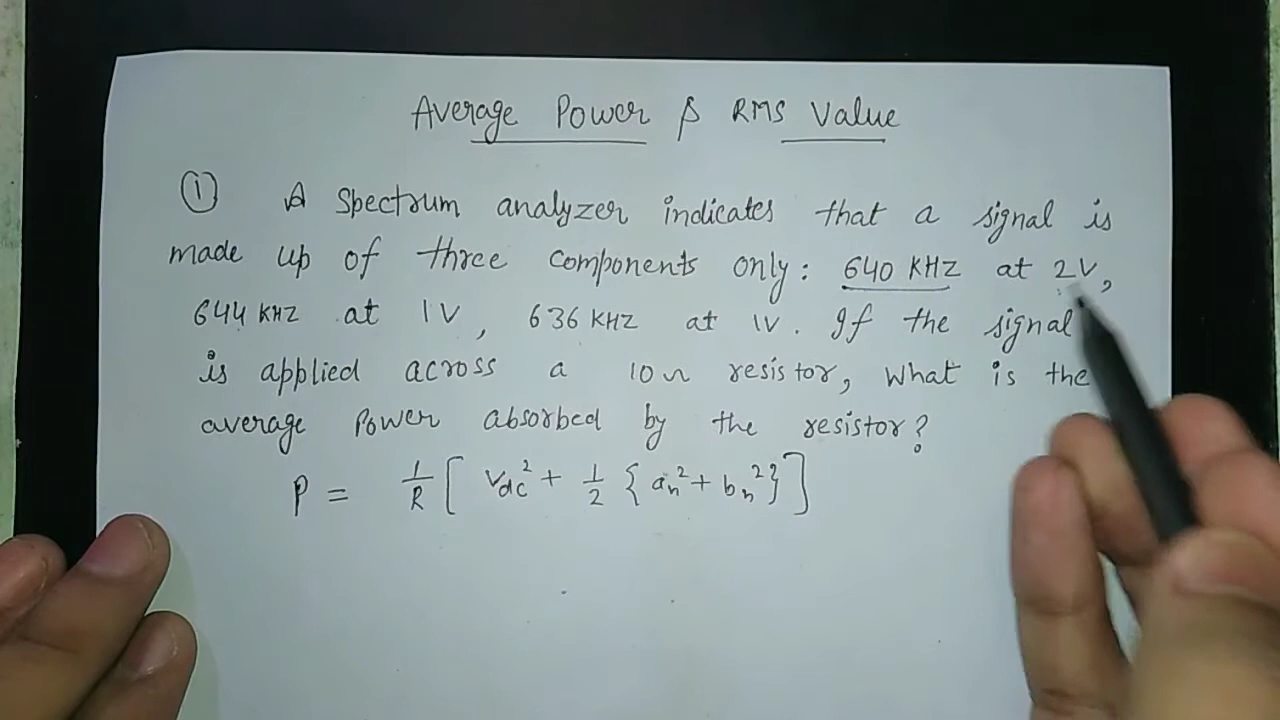 Average Power & RMS Value
① A Spectrum analyzer indicates that a signal is
made up of three components only: 640 KHZ at 2V,
644 KHZ at 1V, 636 KHZ at 1V. If the signal
is applied across a 10Ω resistor, what is the
average power absorbed by the resistor?
P = 1/R [ Vdc² + 1/2 { an² + bn² } ]